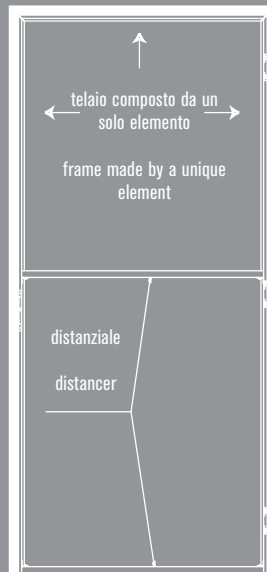 telaio composto da un
solo elemento
frame made by a unique
element
distanziale
distancer